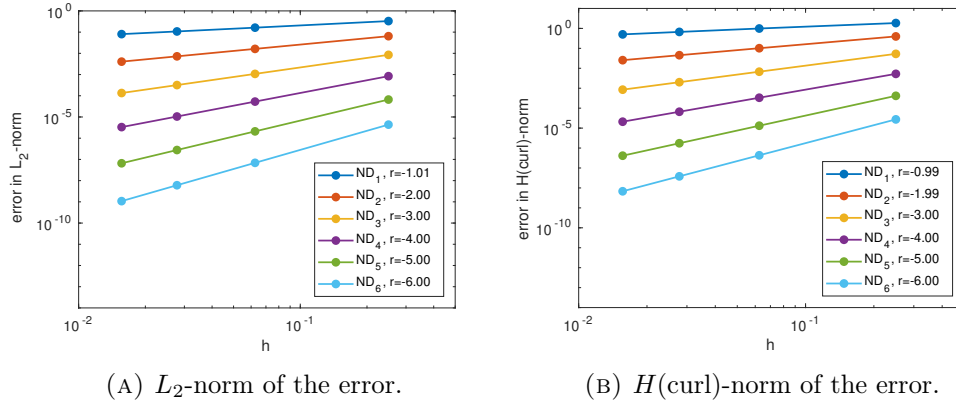 10^0
10^-5
10^-10
error in L_2-norm
10^-2
10^-1
h
ND_1, r=-1.01
ND_2, r=-2.00
ND_3, r=-3.00
ND_4, r=-4.00
ND_5, r=-5.00
ND_6, r=-6.00
(A) L_2-norm of the error.
10^0
10^-5
10^-10
error in H(curl)-norm
10^-2
10^-1
h
ND_1, r=-0.99
ND_2, r=-1.99
ND_3, r=-3.00
ND_4, r=-4.00
ND_5, r=-5.00
ND_6, r=-6.00
(B) H(curl)-norm of the error.